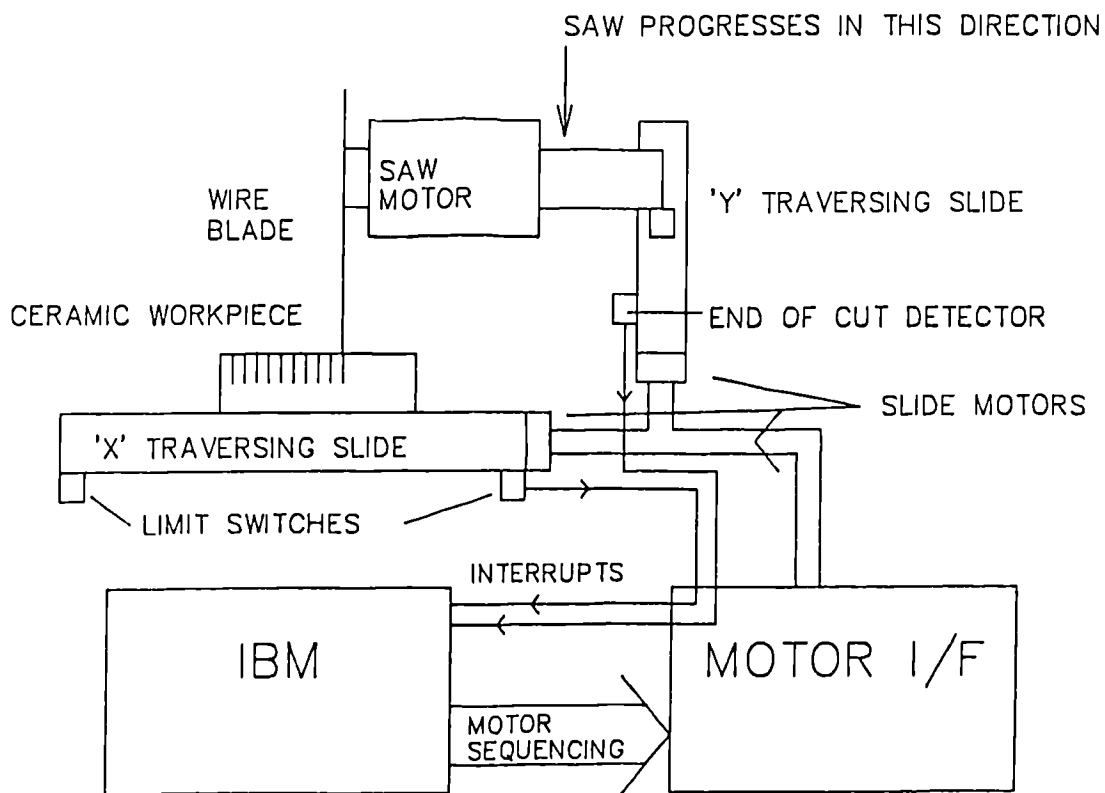 SAW PROGRESSES IN THIS DIRECTION
SAW
MOTOR
WIRE
BLADE
'Y' TRAVERSING SLIDE
CERAMIC WORKPIECE
END OF CUT DETECTOR
SLIDE MOTORS
'X' TRAVERSING SLIDE
LIMIT SWITCHES
INTERRUPTS
IBM
MOTOR I/F
MOTOR
SEQUENCING